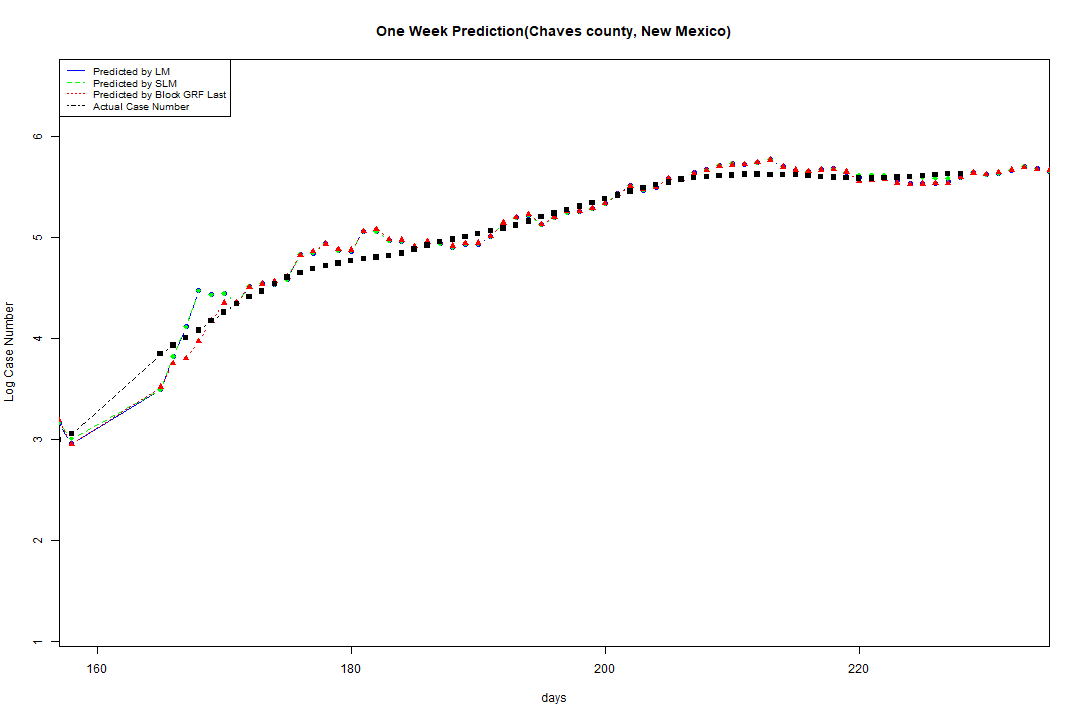 One Week Prediction(Chaves county, New Mexico)
Predicted by LM
Predicted by SLM
Predicted by Block GRF Last
Actual Case Number
6
5
4
3
2
1
Log Case Number
160 180 200 220
days